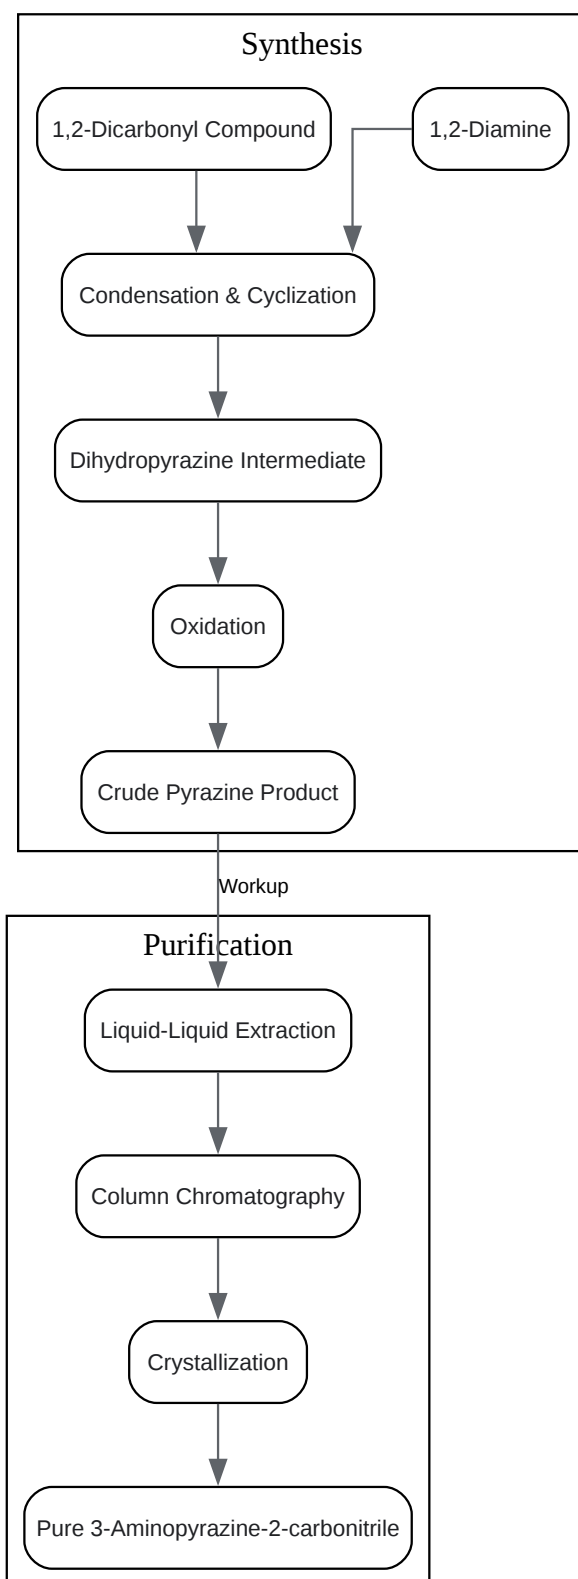 Synthesis
1,2-Dicarbonyl Compound
1,2-Diamine
Condensation & Cyclization
Dihydropyrazine Intermediate
Oxidation
Crude Pyrazine Product
Workup
Purification
Liquid-Liquid Extraction
Column Chromatography
Crystallization
Pure 3-Aminopyrazine-2-carbonitrile